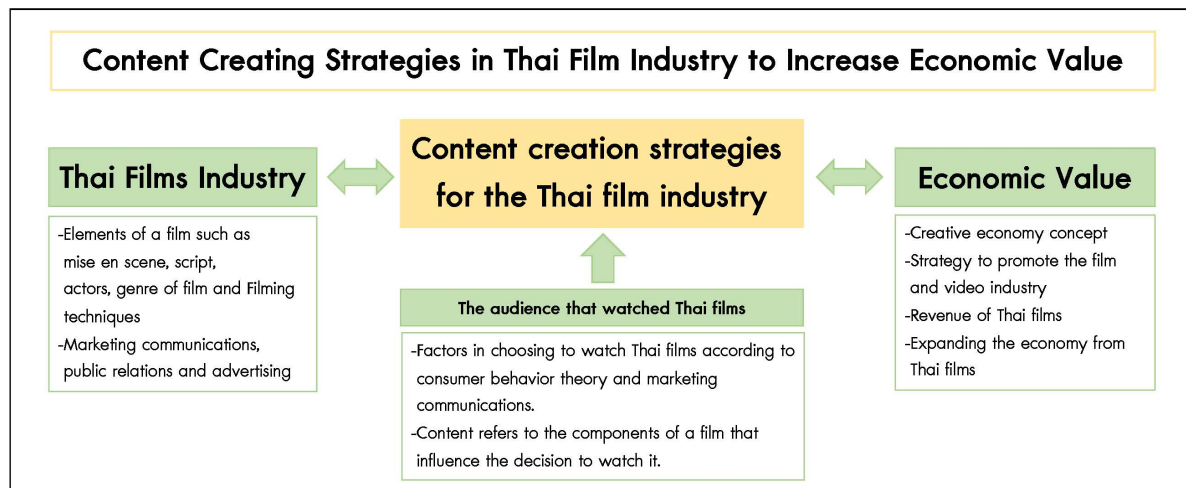 Content Creating Strategies in Thai Film Industry to Increase Economic Value
Thai Films Industry
-Elements of a film such as
mise en scene, script,
actors, genre of film and Filming
techniques
-Marketing communications,
public relations and advertising
Content creation strategies
for the Thai film industry
The audience that watched Thai films
-Factors in choosing to watch Thai films according to
consumer behavior theory and marketing
communications.
-Content refers to the components of a film that
influence the decision to watch it.
Economic Value
-Creative economy concept
-Strategy to promote the film
and video industry
-Revenue of Thai films
-Expanding the economy from
Thai films